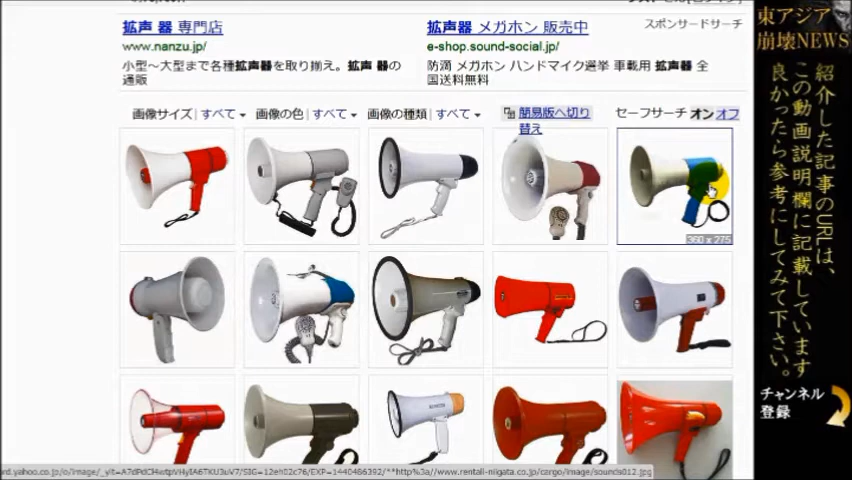 拡声 器 専門店
www.nanzu.jp/
小型～大型まで各種拡声器を取り揃え。拡声 器の
通販
拡声器 メガホン 販売中
e-shop.sound-social.jp/
防滴 メガホン ハンドマイク選挙 車載用 拡声器 全
国送料無料
スポンサードサーチ
画像サイズ | すべて
画像の色 | すべて
画像の種類 | すべて
簡易版へ切り
替え
セーフサーチ オン オフ
360 x 275
東アジア
崩壊NEWS
紹介した記事のURLは、
この動画説明欄に記載しています
良かったら参考にしてみて下さい。
チャンネル
登録